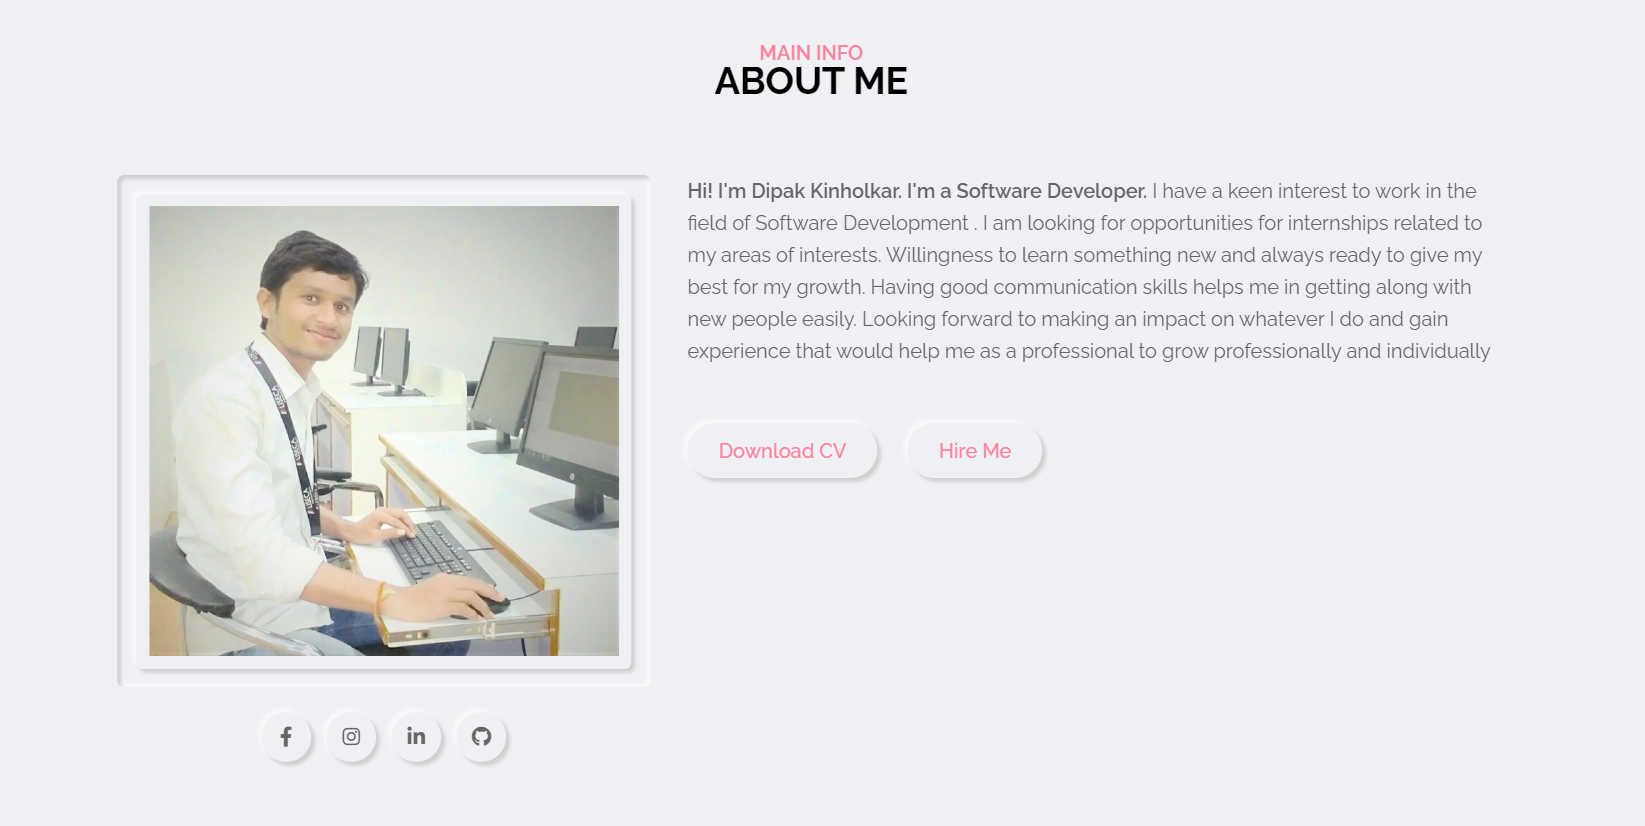 MAIN INFO
ABOUT ME
Hi! I'm Dipak Kinholkar. I'm a Software Developer. I have a keen interest to work in the
field of Software Development . I am looking for opportunities for internships related to
my areas of interests. Willingness to learn something new and always ready to give my
best for my growth. Having good communication skills helps me in getting along with
new people easily. Looking forward to making an impact on whatever I do and gain
experience that would help me as a professional to grow professionally and individually
Download CV
Hire Me